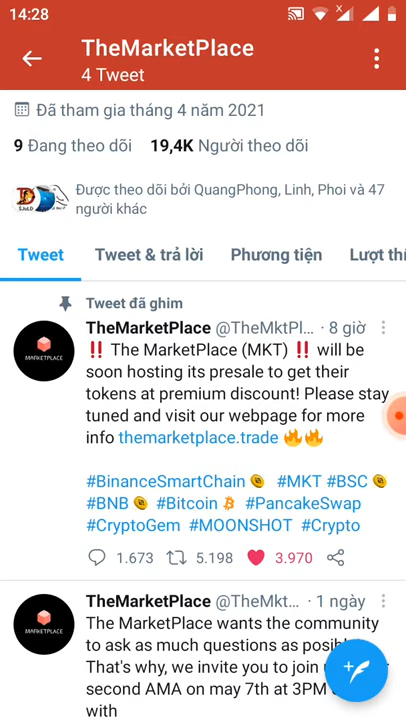 14:28
TheMarketPlace
4 Tweet
Đã tham gia tháng 4 năm 2021
9 Đang theo dõi 19,4K Người theo dõi
Được theo dõi bởi QuangPhong, Linh, Phoi và 47
người khác
Tweet Tweet & trả lời Phương tiện Lượt thí
Tweet đã ghim
TheMarketPlace @TheMktPl... · 8 giờ
‼️ The MarketPlace (MKT) ‼️ will be
soon hosting its presale to get their
tokens at premium discount! Please stay
tuned and visit our webpage for more
info themarketplace.trade 🔥🔥
#BinanceSmartChain #MKT #BSC
#BNB #Bitcoin #PancakeSwap
#CryptoGem #MOONSHOT #Crypto
1.673 5.198 3.970
MARKETPLACE
TheMarketPlace @TheMkt... · 1 ngày
The MarketPlace wants the community
to ask as much questions as posib
That's why, we invite you to join
second AMA on may 7th at 3PM
with
MARKETPLACE